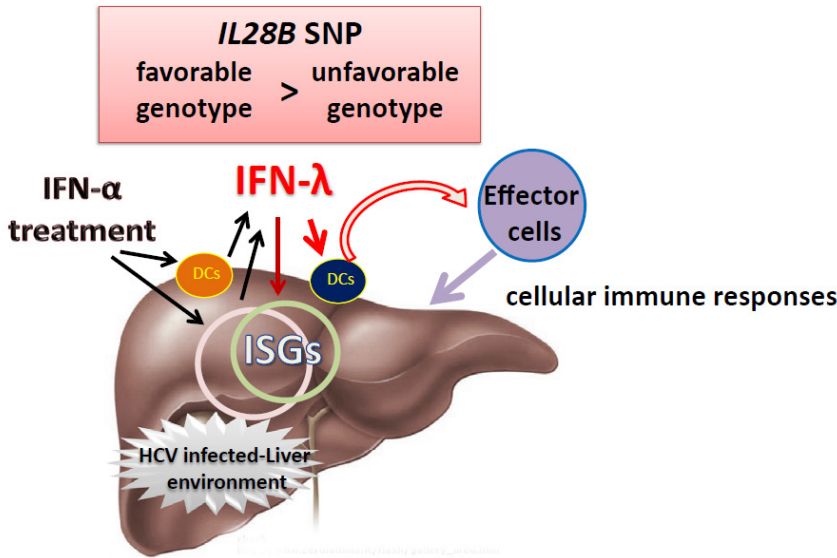 IL28B SNP
favorable
genotype
>
unfavorable
genotype
IFN-α
treatment
IFN-λ
Effector
cells
DCs
DCs
cellular immune responses
ISGs
HCV infected-Liver
environment